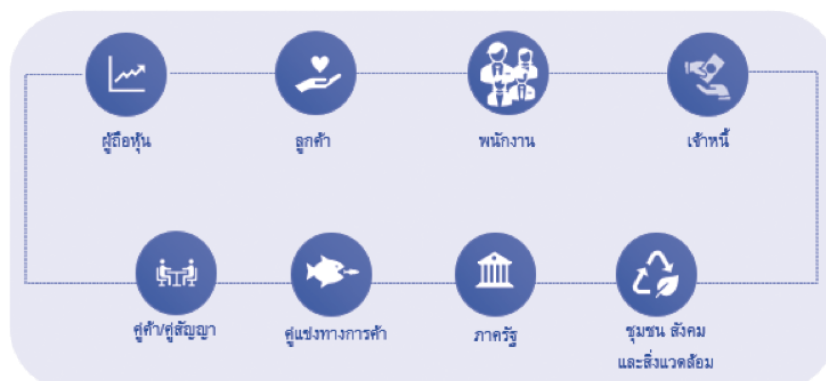 ผู้ถือหุ้น
ลูกค้า
พนักงาน
เจ้าหนี้
คู่ค้า/คู่สัญญา
คู่แข่งทางการค้า
ภาครัฐ
ชุมชน สังคม
และสิ่งแวดล้อม